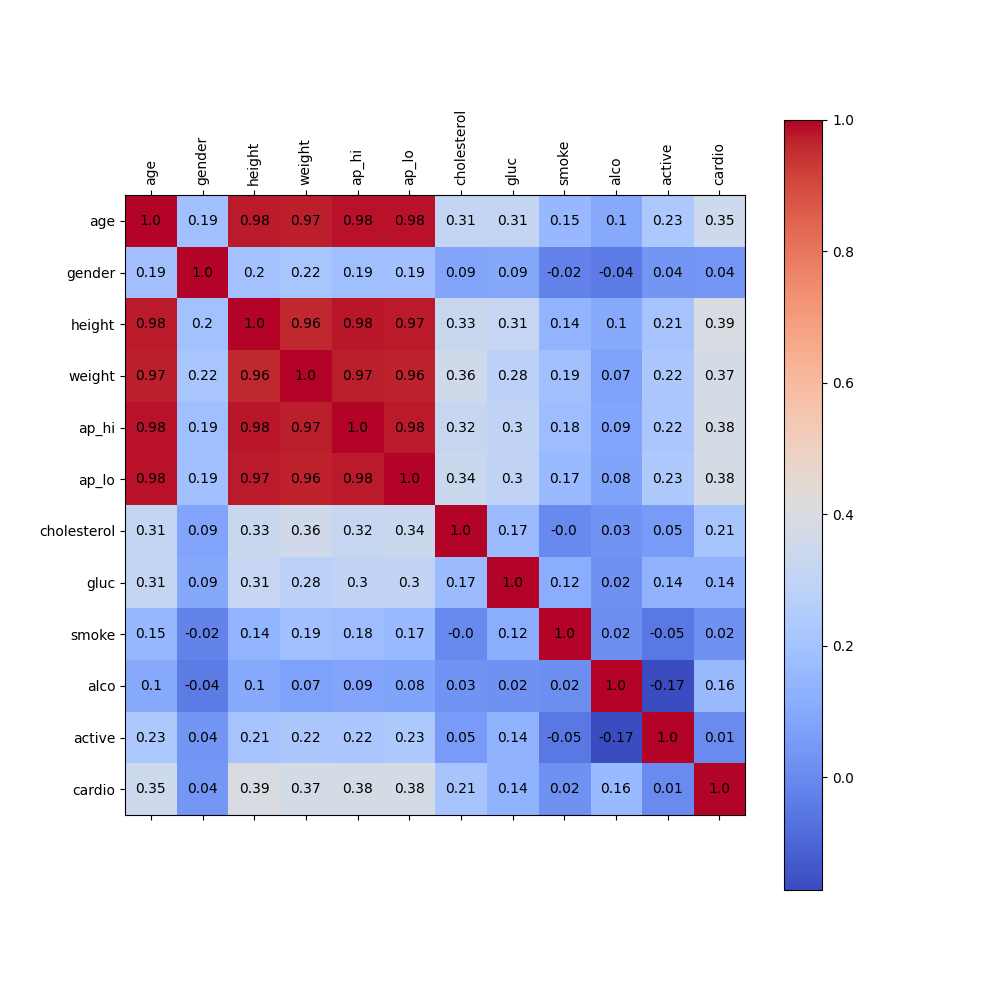 age gender height weight ap_hi ap_lo cholesterol gluc smoke alco active cardio
age 1.0 0.19 0.98 0.97 0.98 0.98 0.31 0.31 0.15 0.1 0.23 0.35
gender 0.19 1.0 0.2 0.22 0.19 0.19 0.09 0.09 -0.02 -0.04 0.04 0.04
height 0.98 0.2 1.0 0.96 0.98 0.97 0.33 0.31 0.14 0.1 0.21 0.39
weight 0.97 0.22 0.96 1.0 0.97 0.96 0.36 0.28 0.19 0.07 0.22 0.37
ap_hi 0.98 0.19 0.98 0.97 1.0 0.98 0.32 0.3 0.18 0.09 0.22 0.38
ap_lo 0.98 0.19 0.97 0.96 0.98 1.0 0.34 0.3 0.17 0.08 0.23 0.38
cholesterol 0.31 0.09 0.33 0.36 0.32 0.34 1.0 0.17 -0.0 0.03 0.05 0.21
gluc 0.31 0.09 0.31 0.28 0.3 0.3 0.17 1.0 0.12 0.02 0.14 0.14
smoke 0.15 -0.02 0.14 0.19 0.18 0.17 -0.0 0.12 1.0 0.02 -0.05 0.02
alco 0.1 -0.04 0.1 0.07 0.09 0.08 0.03 0.02 0.02 1.0 -0.17 0.16
active 0.23 0.04 0.21 0.22 0.22 0.23 0.05 0.14 -0.05 -0.17 1.0 0.01
cardio 0.35 0.04 0.39 0.37 0.38 0.38 0.21 0.14 0.02 0.16 0.01 1.0
1.0
0.8
0.6
0.4
0.2
0.0